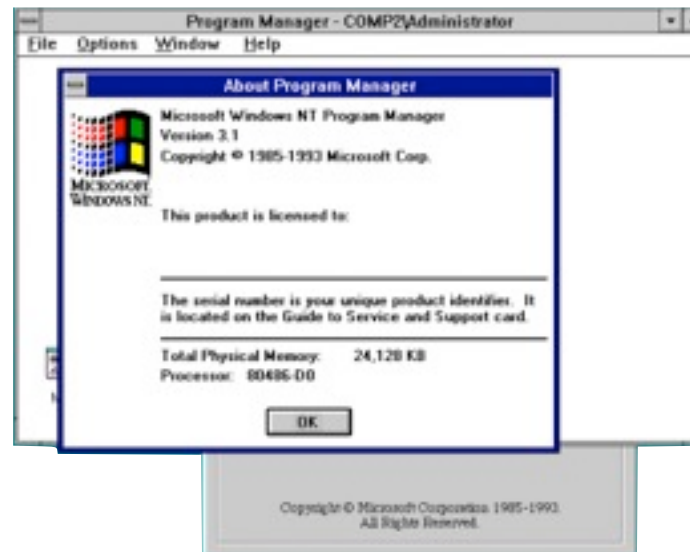 Program Manager - COMP2\Administrator
File Options Window Help
About Program Manager
Microsoft Windows NT Program Manager
Version 3.1
Copyright © 1985-1993 Microsoft Corp.
MICROSOFT
WINDOWS NT
This product is licensed to:
The serial number is your unique product identifier. It
is located on the Guide to Service and Support card.
Total Physical Memory: 24,128 KB
Processor: 80486-D0
OK
Copyright © Microsoft Corporation. 1985-1993.
All Rights Reserved.